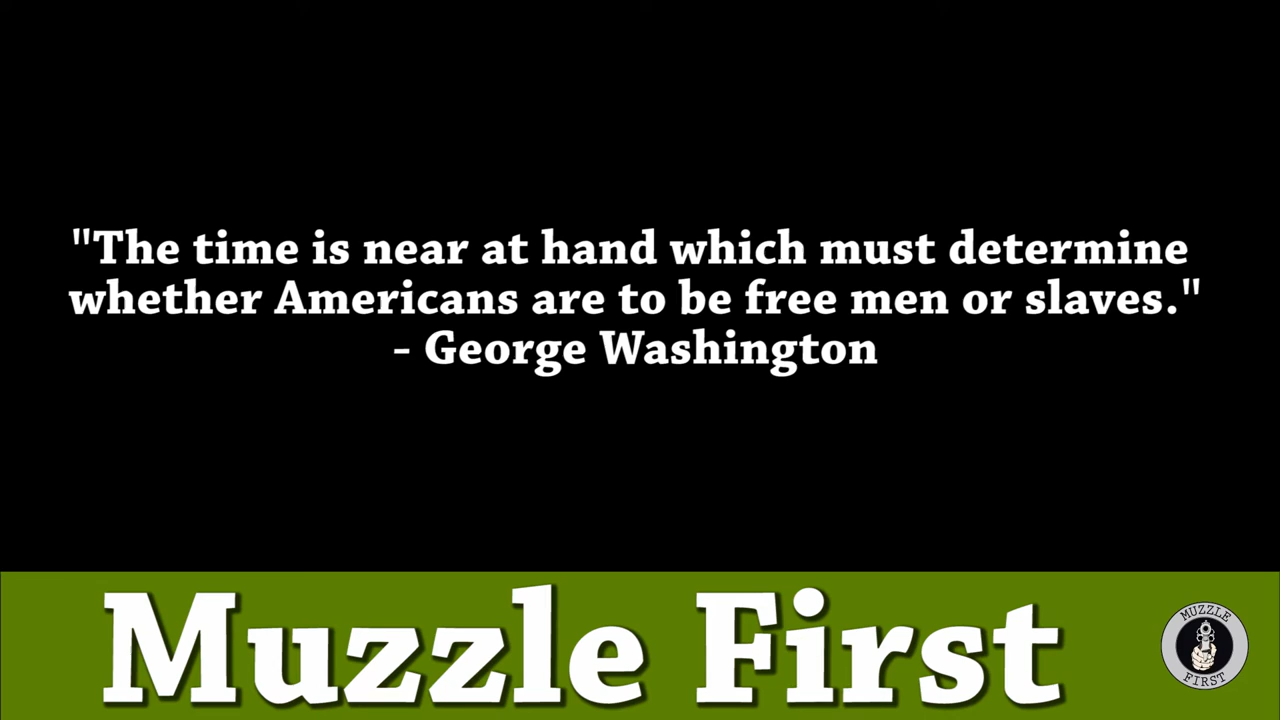 "The time is near at hand which must determine
whether Americans are to be free men or slaves."
- George Washington
Muzzle First
MUZZLE
FIRST